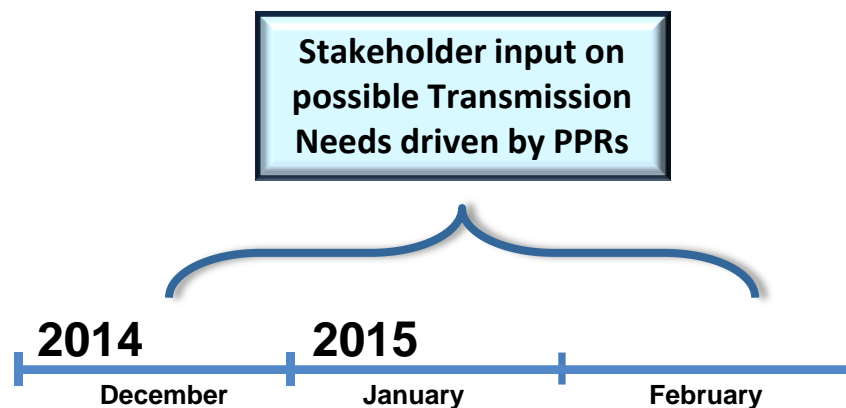 Stakeholder input on
possible Transmission
Needs driven by PPRs
2014 2015
December January February